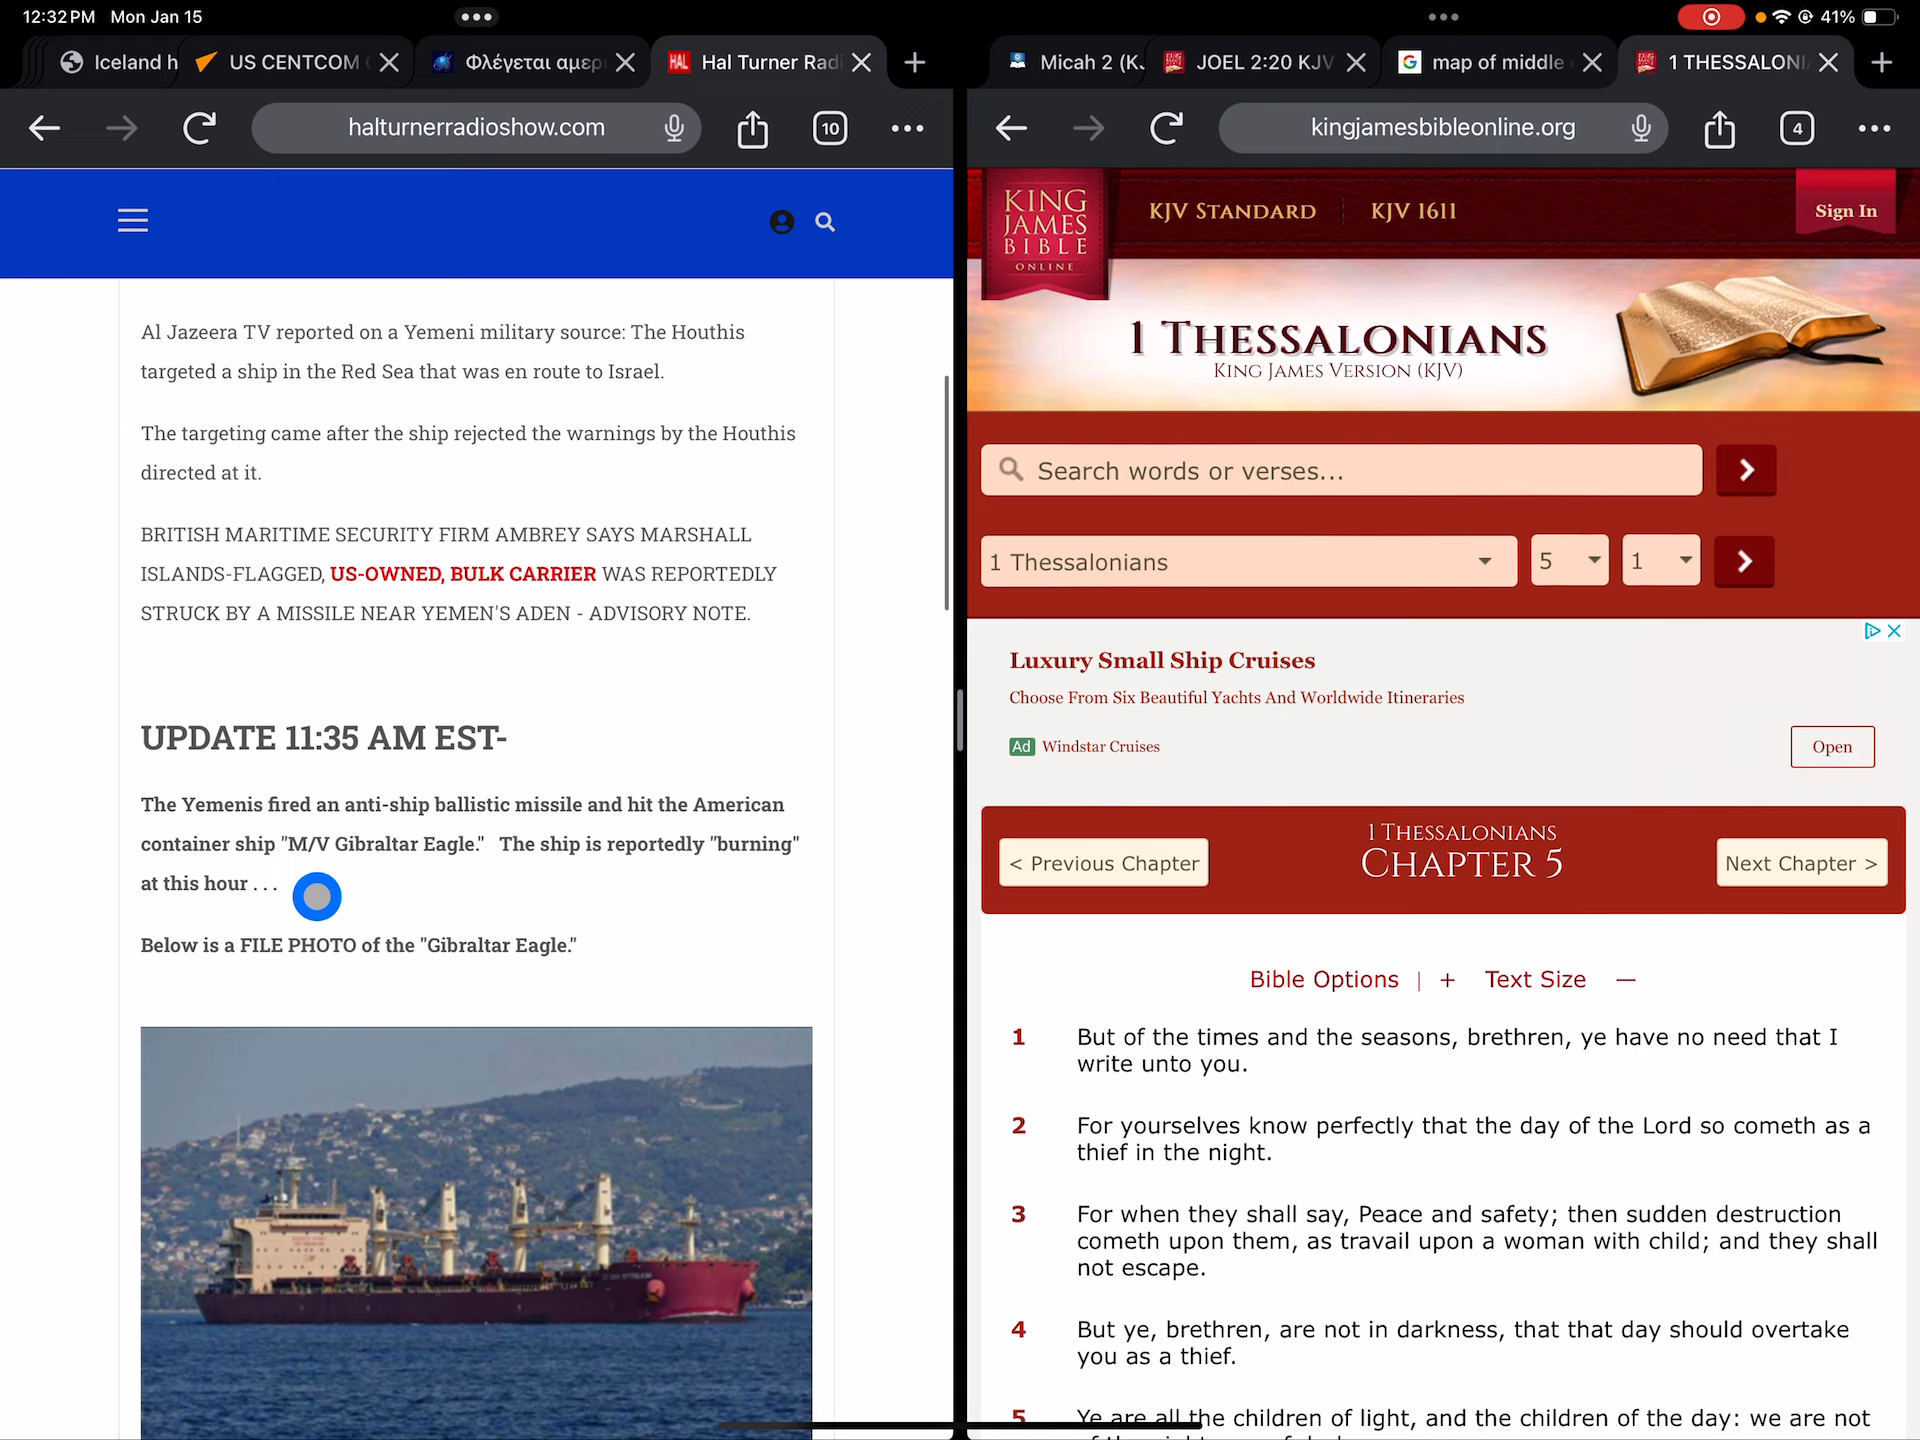 12:32 PM Mon Jan 15
41%
Iceland h
US CENTCOM
Φλέγεται αμερι
HAL
Hal Turner Radi
Micah 2 (KJ
JOEL 2:20 KJV
map of middle
1 THESSALONI
halturnerradioshow.com
10
kingjamesbibleonline.org
4
Al Jazeera TV reported on a Yemeni military source: The Houthis
targeted a ship in the Red Sea that was en route to Israel.
The targeting came after the ship rejected the warnings by the Houthis
directed at it.
BRITISH MARITIME SECURITY FIRM AMBREY SAYS MARSHALL
ISLANDS-FLAGGED, US-OWNED, BULK CARRIER WAS REPORTEDLY
STRUCK BY A MISSILE NEAR YEMEN'S ADEN - ADVISORY NOTE.
UPDATE 11:35 AM EST-
The Yemenis fired an anti-ship ballistic missile and hit the American
container ship "M/V Gibraltar Eagle." The ship is reportedly "burning"
at this hour . . .
Below is a FILE PHOTO of the "Gibraltar Eagle."
KING
JAMES
BIBLE
ONLINE
KJV STANDARD
KJV 1611
Sign In
1 THESSALONIANS
KING JAMES VERSION (KJV)
Search words or verses...
1 Thessalonians
5
1
Luxury Small Ship Cruises
Choose From Six Beautiful Yachts And Worldwide Itineraries
Ad Windstar Cruises
Open
< Previous Chapter
1 THESSALONIANS
CHAPTER 5
Next Chapter >
Bible Options | + Text Size —
1 But of the times and the seasons, brethren, ye have no need that I
write unto you.
2 For yourselves know perfectly that the day of the Lord so cometh as a
thief in the night.
3 For when they shall say, Peace and safety; then sudden destruction
cometh upon them, as travail upon a woman with child; and they shall
not escape.
4 But ye, brethren, are not in darkness, that that day should overtake
you as a thief.
5 Ye are all the children of light, and the children of the day: we are not